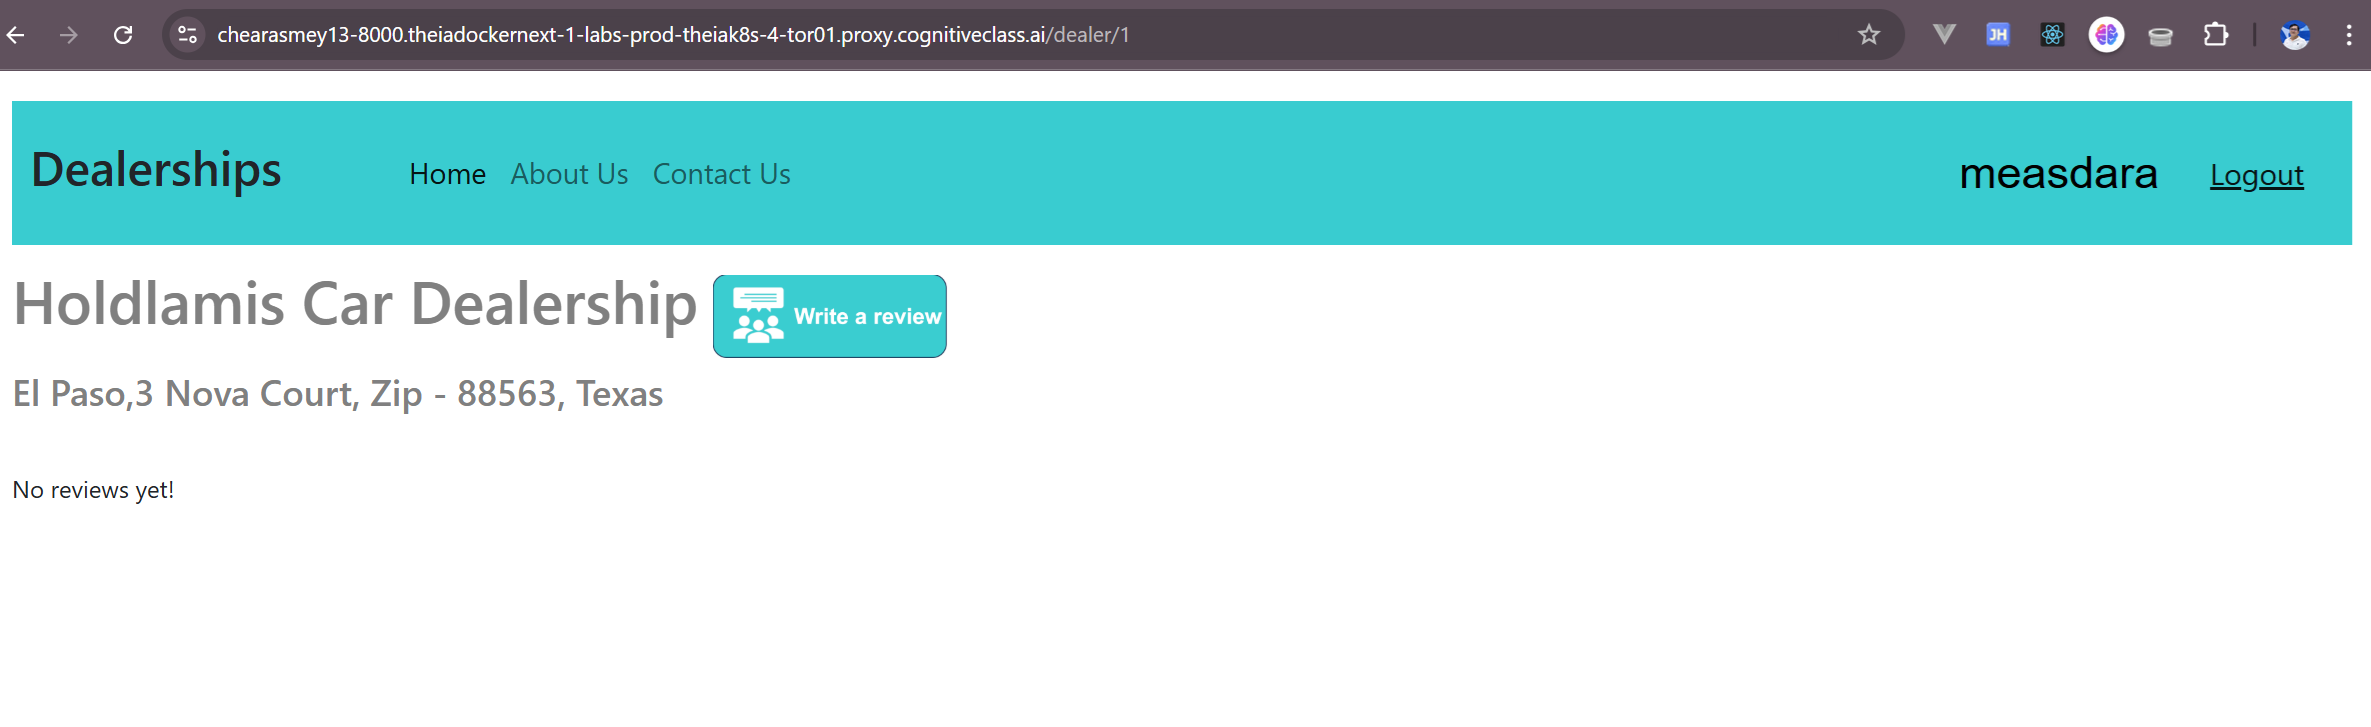 chearasmey13-8000.theiadockernext-1-labs-prod-theiak8s-4-tor01.proxy.cognitiveclass.ai/dealer/1
JH
Dealerships Home About Us Contact Us measdara Logout
Holdlamis Car Dealership Write a review
El Paso,3 Nova Court, Zip - 88563, Texas
No reviews yet!